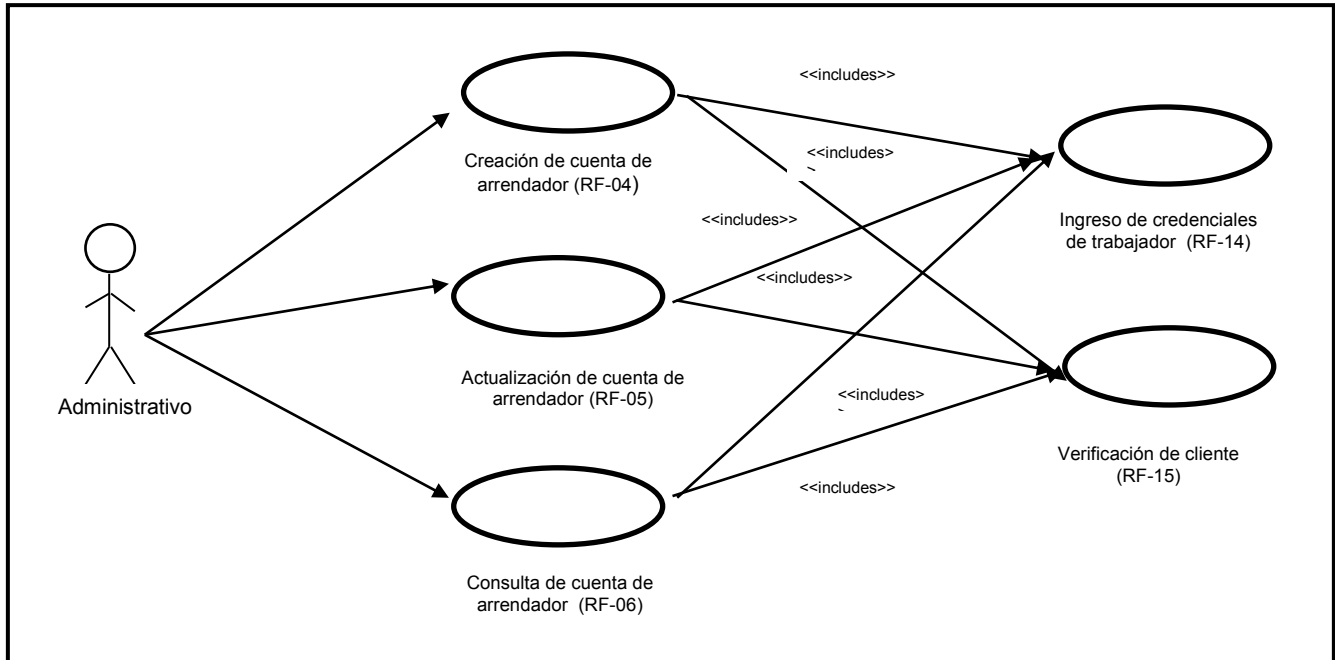 <<includes>>
Creación de cuenta de
arrendador (RF-04)
<<includes>
`
<<includes>>
Ingreso de credenciales
de trabajador (RF-14)
<<includes>>
Administrativo
Actualización de cuenta de
arrendador (RF-05)
<<includes>
`
Verificación de cliente
(RF-15)
<<includes>>
Consulta de cuenta de
arrendador (RF-06)